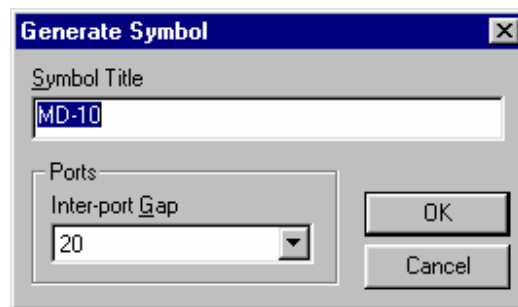 Generate Symbol
Symbol Title
MD-10
Ports
Inter-port Gap
20
OK
Cancel